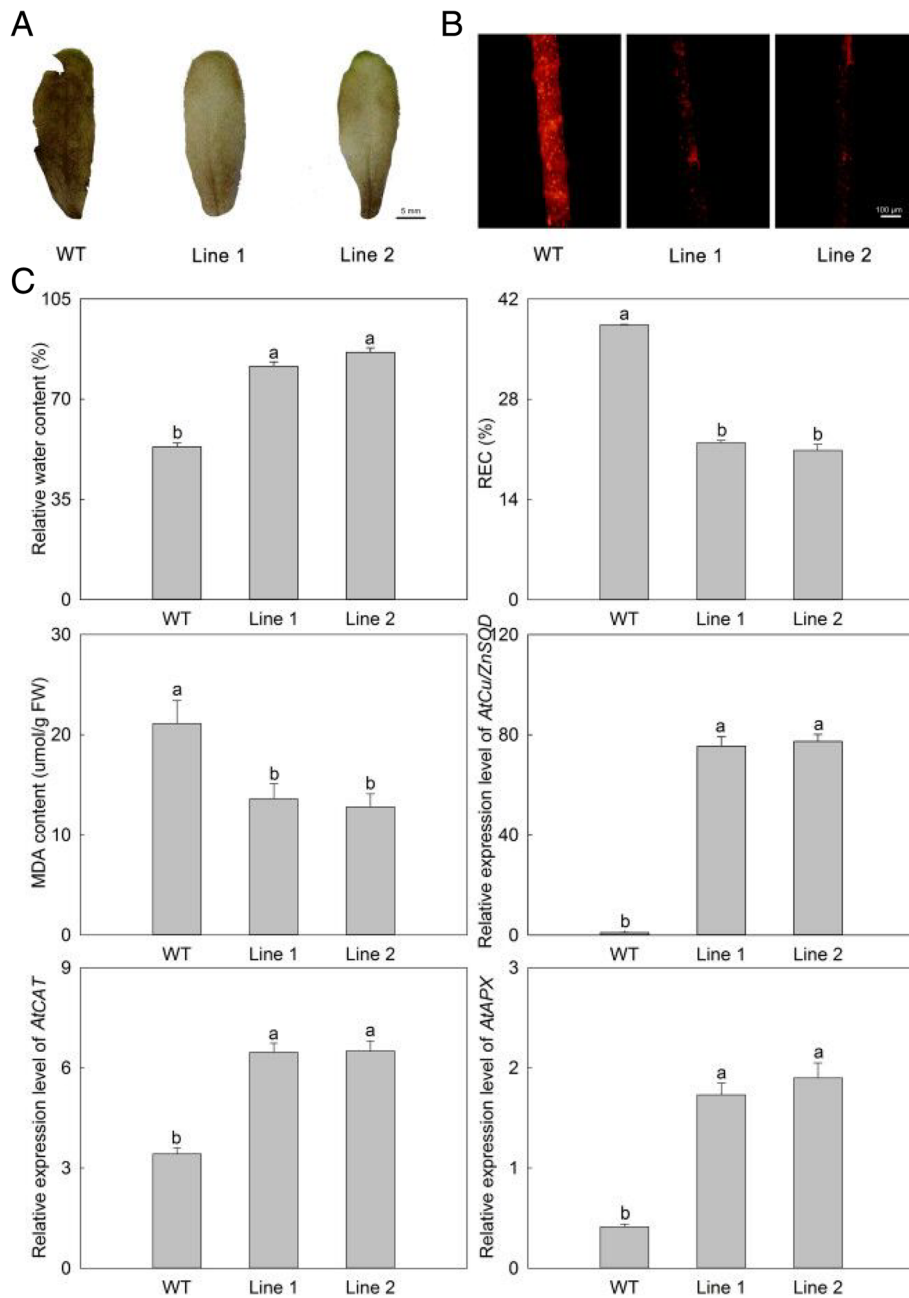 A
B
5 mm
100 µm
WT
Line 1
Line 2
WT
Line 1
Line 2
C
Relative water content (%)
105
70
35
0
b
a
a
WT
Line 1
Line 2
REC (%)
42
28
14
0
a
b
b
WT
Line 1
Line 2
MDA content (umol/g FW)
30
20
10
0
a
b
b
WT
Line 1
Line 2
Relative expression level of AtCu/ZnSOD
120
80
40
0
b
a
a
WT
Line 1
Line 2
Relative expression level of AtCAT
9
6
3
0
b
a
a
WT
Line 1
Line 2
Relative expression level of AtAPX
3
2
1
0
b
a
a
WT
Line 1
Line 2